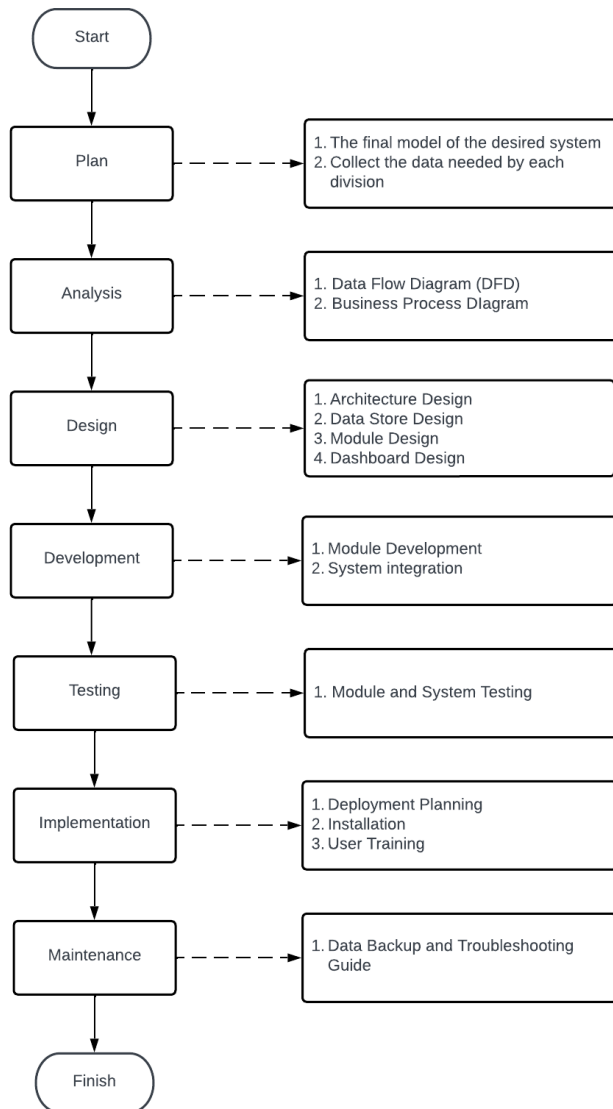 Start
Plan
1. The final model of the desired system
2. Collect the data needed by each
division
Analysis
1. Data Flow Diagram (DFD)
2. Business Process DIagram
Design
1. Architecture Design
2. Data Store Design
3. Module Design
4. Dashboard Design
Development
1. Module Development
2. System integration
Testing
1. Module and System Testing
Implementation
1. Deployment Planning
2. Installation
3. User Training
Maintenance
1. Data Backup and Troubleshooting
Guide
Finish